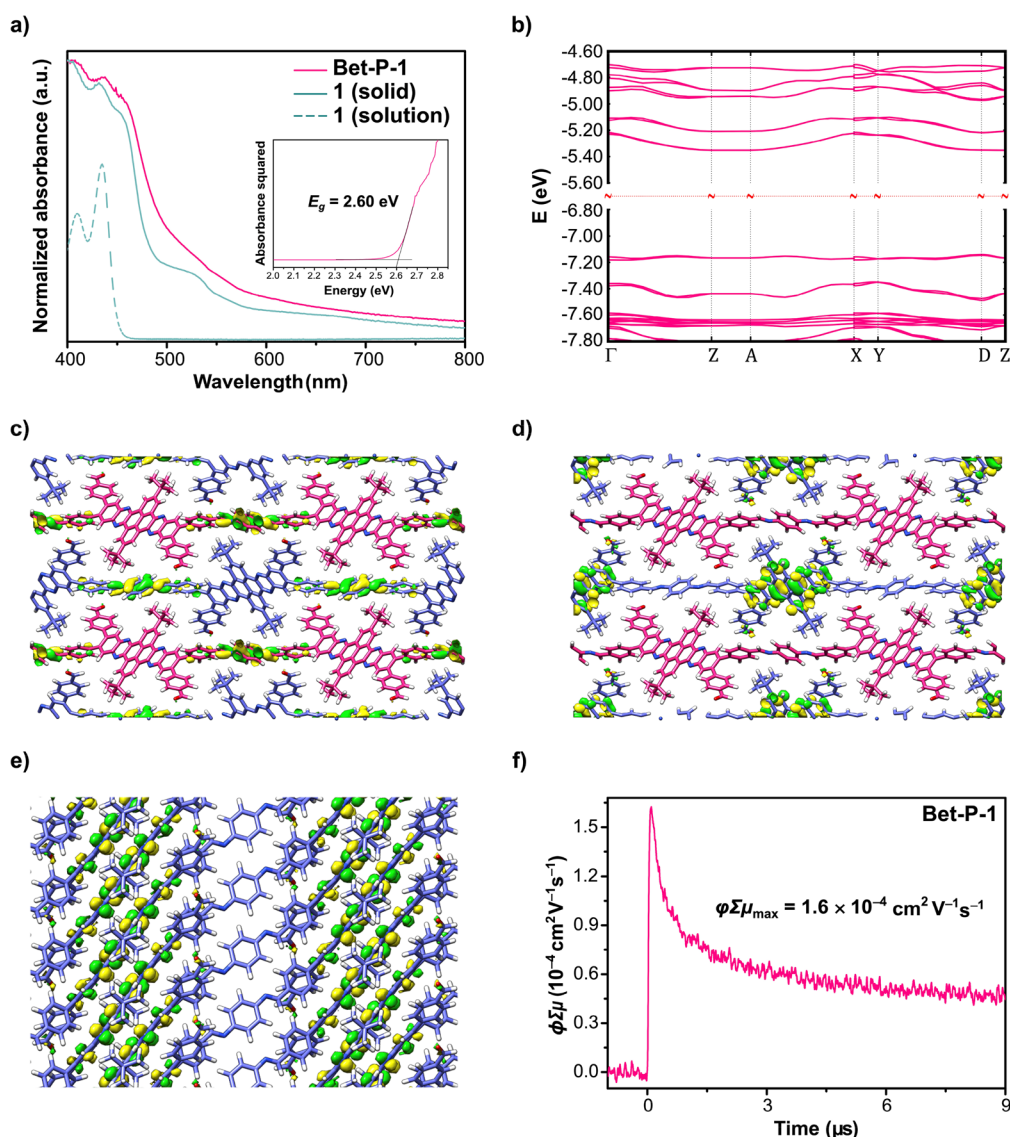 a)
Bet-P-1
1 (solid)
1 (solution)
Normalized absorbance (a.u.)
Absorbance squared
E_g = 2.60 eV
2.0 2.1 2.2 2.3 2.4 2.5 2.6 2.7 2.8
Energy (eV)
400 500 600 700 800
Wavelength (nm)
b)
E (eV)
-4.60
-4.80
-5.00
-5.20
-5.40
-5.60
-6.80
-7.00
-7.20
-7.40
-7.60
-7.80
Γ Z A X Y D Z
c)
d)
e)
f)
Bet-P-1
φΣμmax = 1.6 × 10⁻⁴ cm² V⁻¹s⁻¹
ϕΣμ (10⁻⁴ cm²V⁻¹s⁻¹)
1.5
1.2
0.9
0.6
0.3
0.0
0 3 6 9
Time (μs)